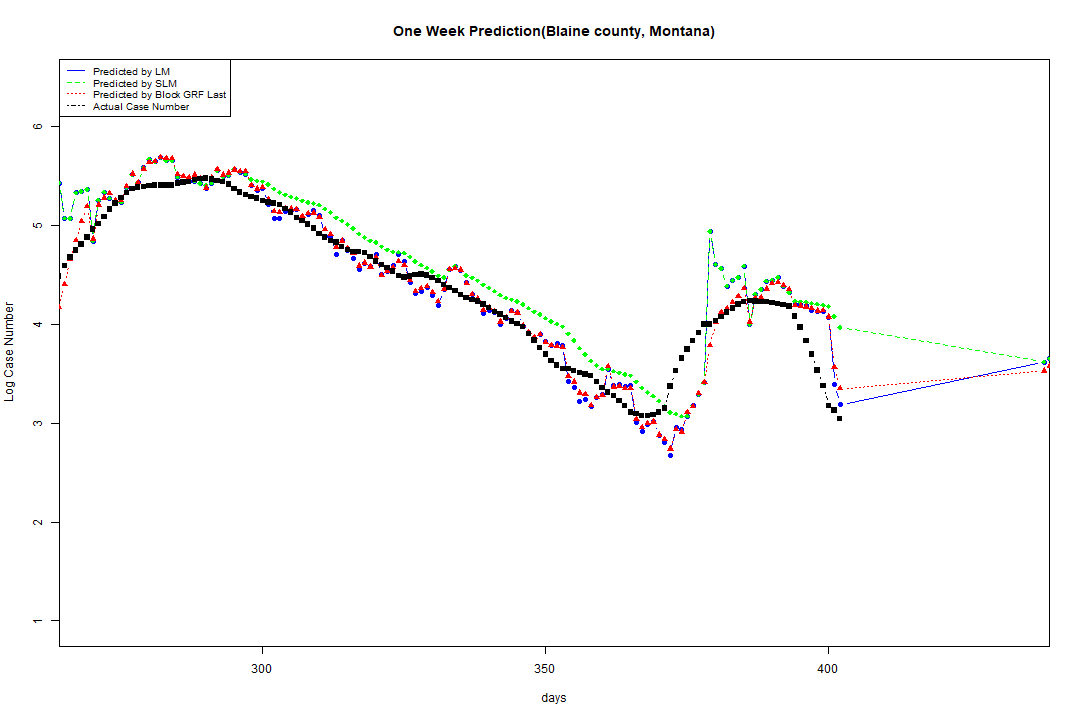 One Week Prediction(Blaine county, Montana)
Predicted by LM
Predicted by SLM
Predicted by Block GRF Last
Actual Case Number
Log Case Number
6
5
4
3
2
1
300
350
400
days